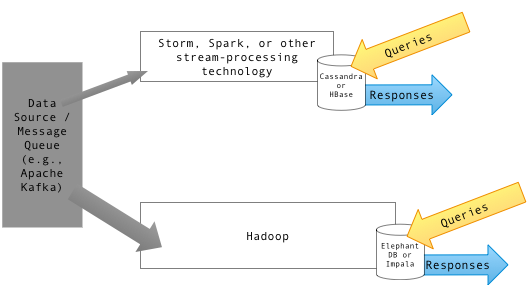 Storm, Spark, or other
stream-processing
technology
Queries
Cassandra
or
HBase
Responses
Data
Source /
Message
Queue
(e.g.,
Apache
Kafka)
Hadoop
Queries
Elephant
DB or
Impala
Responses